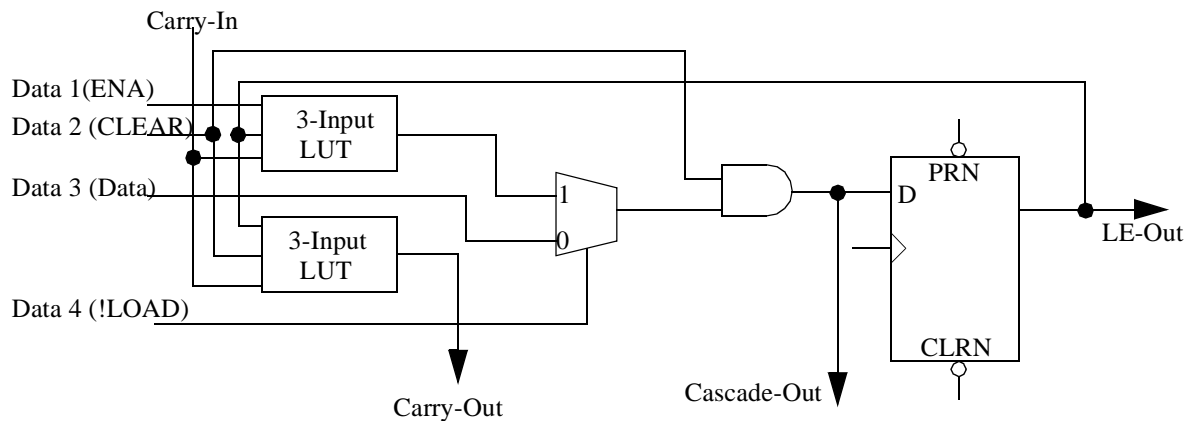 Carry-In
Data 1(ENA)
Data 2 (CLEAR)
3-Input
LUT
PRN
Data 3 (Data)
1
D
LE-Out
0
3-Input
LUT
Data 4 (!LOAD)
CLRN
Cascade-Out
Carry-Out